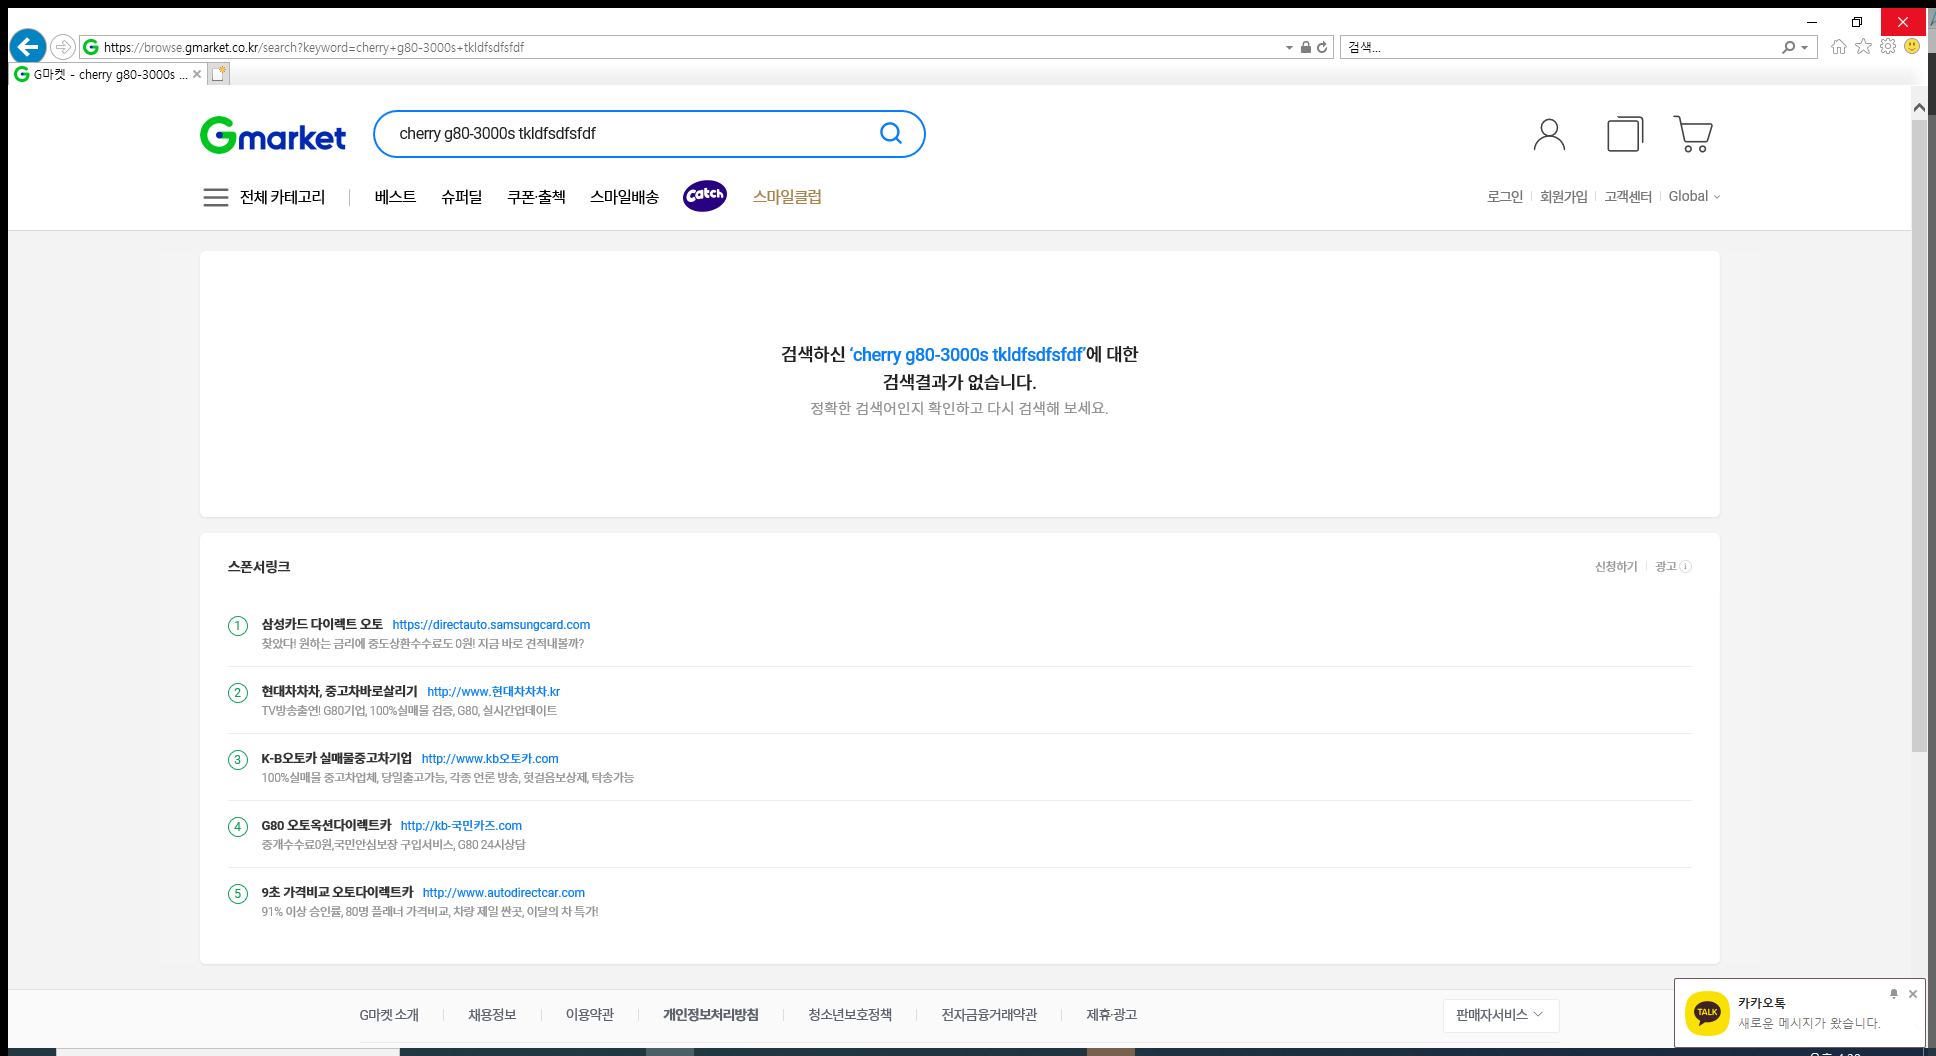 https://browse.gmarket.co.kr/search?keyword=cherry+g80-3000s+tkldfsdfsfdf
검색...
G마켓 - cherry g80-3000s ...
Gmarket
cherry g80-3000s tkldfsdfsfdf
전체 카테고리
베스트 슈퍼딜 쿠폰·출첵 스마일배송 Catch 스마일클럽
로그인 회원가입 고객센터 Global
검색하신 ‘cherry g80-3000s tkldfsdfsfdf’에 대한
검색결과가 없습니다.
정확한 검색어인지 확인하고 다시 검색해 보세요.
스폰서링크
신청하기 광고
1 삼성카드 다이렉트 오토 https://directauto.samsungcard.com
찾았다! 원하는 금리에 중도상환수수료도 0원! 지금 바로 견적내볼까?
2 현대차차차, 중고차바로살리기 http://www.현대차차차.kr
TV방송출연! G80기업, 100%실매물 검증, G80, 실시간업데이트
3 K-B오토카 실매물중고차기업 http://www.kb오토카.com
100%실매물 중고차업체, 당일출고가능, 각종 언론 방송, 헛걸음보상제, 탁송가능
4 G80 오토옥션다이렉트카 http://kb-국민카즈.com
중개수수료0원,국민안심보장 구입서비스, G80 24시상담
5 9초 가격비교 오토다이렉트카 http://www.autodirectcar.com
91% 이상 승인률, 80명 플래너 가격비교, 차량 제일 싼곳, 이달의 차 특가!
G마켓 소개 채용정보 이용약관 개인정보처리방침 청소년보호정책 전자금융거래약관 제휴·광고
판매자서비스
TALK
카카오톡
새로운 메시지가 왔습니다.